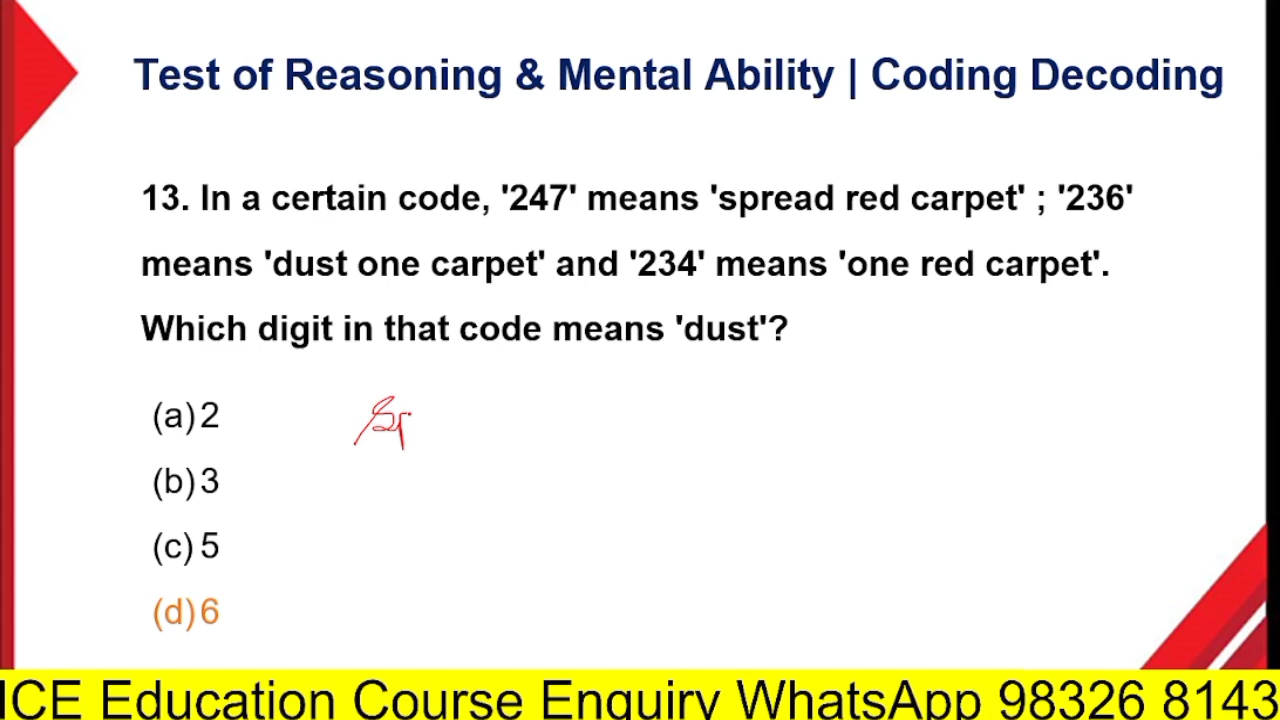 Test of Reasoning & Mental Ability | Coding Decoding
13. In a certain code, '247' means 'spread red carpet' ; '236'
means 'dust one carpet' and '234' means 'one red carpet'.
Which digit in that code means 'dust'?
(a) 2
(b) 3
(c) 5
(d) 6
ICE Education Course Enquiry WhatsApp 98326 8143